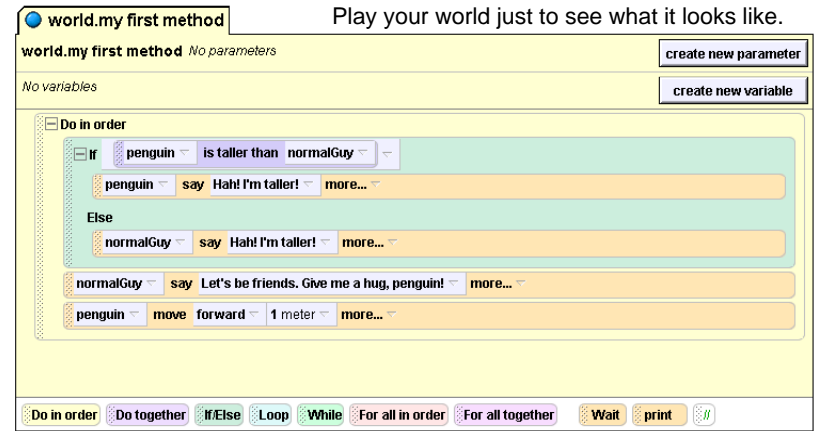 world.my first method
Play your world just to see what it looks like.
world.my first method No parameters
create new parameter
No variables
create new variable
Do in order
If penguin is taller than normalGuy
penguin say Hah! I'm taller! more...
Else
normalGuy say Hah! I'm taller! more...
normalGuy say Let's be friends. Give me a hug, penguin! more...
penguin move forward 1 meter more...
Do in order Do together If/Else Loop While For all in order For all together Wait print //